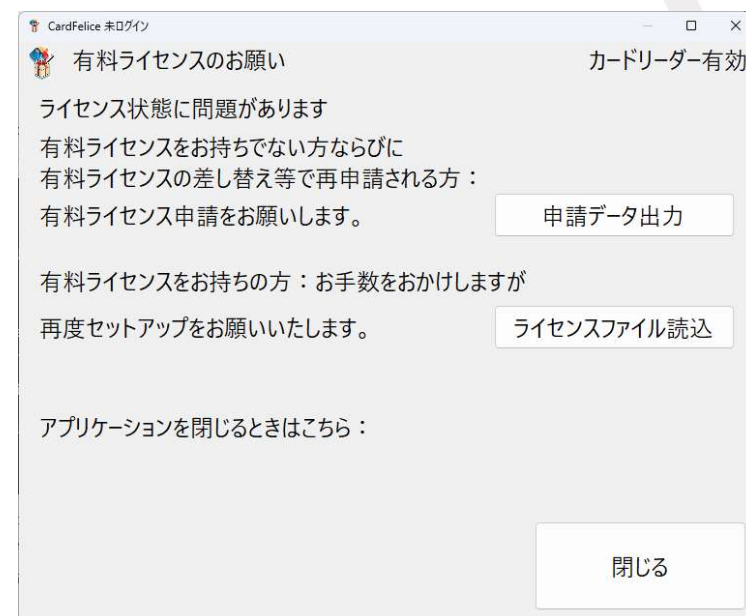 CardFelice 未ログイン
有料ライセンスのお願い
カードリーダー有効
ライセンス状態に問題があります
有料ライセンスをお持ちでない方ならびに
有料ライセンスの差し替え等で再申請される方：
有料ライセンス申請をお願いします。
申請データ出力
有料ライセンスをお持ちの方：お手数をおかけしますが
再度セットアップをお願いいたします。
ライセンスファイル読込
アプリケーションを閉じるときはこちら：
閉じる